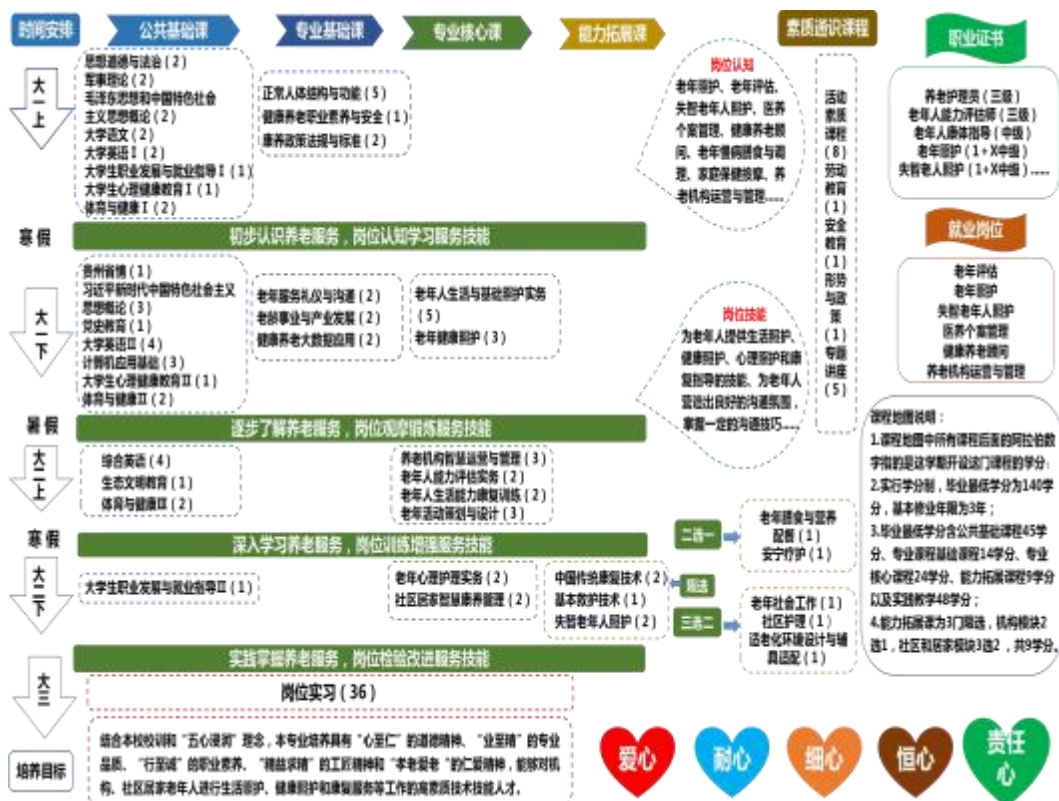 时间安排
公共基础课
专业基础课
专业核心课
能力拓展课
素质通识课程
职业证书
大一上
思想道德与法治（2）
军事理论（2）
毛泽东思想和中国特色社会
主义思想概论（2）
大学语文（2）
大学英语Ⅰ（2）
大学生职业发展与就业指导Ⅰ（1）
大学生心理健康教育Ⅰ（1）
体育与健康Ⅰ（2）
正常人体结构与功能（5）
健康养老职业素养与安全（1）
康养政策法规与标准（2）
岗位认知
老年照护、老年评估、
失智老年人照护、医养
个案管理、健康养老顾
问、老年慢病膳食与调
理、家庭保健按摩、养
老机构运营与管理......
活动
素质
课程
（8）
劳动
教育
（1）
安全
教育
（1）
形势
与政
策
（1）
专题
讲座
（5）
养老护理员（三级）
老年人能力评估师（三级）
老年人康体指导（中级）
老年照护（1+X中级）
失智老人照护（1+X中级）......
寒假
初步认识养老服务，岗位认知学习服务技能
就业岗位
老年评估
老年照护
失智老年人照护
医养个案管理
健康养老顾问
养老机构运营与管理
大一下
贵州省情（1）
习近平新时代中国特色社会主义
思想概论（3）
党史教育（1）
大学英语Ⅱ（4）
计算机应用基础（3）
大学生心理健康教育Ⅱ（1）
体育与健康Ⅱ（2）
老年服务礼仪与沟通（2）
老龄事业与产业发展（2）
健康养老大数据应用（2）
老年人生活与基础照护实务
（5）
老年健康照护（3）
岗位技能
为老年人提供生活照护、
健康照护、心理照护和康
复指导的技能、为老年人
营造出良好的沟通氛围，
掌握一定的沟通技巧......
暑假
逐步了解养老服务，岗位观摩锻炼服务技能
大二上
综合英语（4）
生态文明教育（1）
体育与健康Ⅲ（2）
养老机构智慧运营与管理（3）
老年人能力评估实务（2）
老年人生活能力康复训练（2）
老年活动策划与设计（3）
课程地图说明：
1.课程地图中所有课程后面的阿拉伯数
字指的是这学期开设这门课程的学分；
2.实行学分制，毕业最低学分为140学
分，基本修业年限为3年；
3.毕业最低学分含公共基础课程45学
分、专业课程基础课程14学分、专业
核心课程24学分、能力拓展课程9学分
以及实践教学48学分；
4.能力拓展课为3门限选，机构模块2
选1，社区和居家模块3选2，共9学分。
寒假
深入学习养老服务，岗位训练增强服务技能
二选一
老年膳食与营养
配餐（1）
安宁疗护（1）
大二下
大学生职业发展与就业指导Ⅱ（1）
老年心理护理实务（2）
社区居家智慧康养管理（2）
中国传统康复技术（2）
基本救护技术（1）
失智老年人照护（2）
限选
三选二
老年社会工作（1）
社区护理（1）
适老化环境设计与辅
具适配（1）
实践掌握养老服务，岗位检验改进服务技能
大三
岗位实习（36）
培养目标
结合本校校训和“五心浸润”理念，本专业培养具有“心至仁”的道德精神、“业至精”的专业
品质、“行至诚”的职业素养、“精益求精”的工匠精神和“孝老爱老”的仁爱精神，能够对机
构、社区居家老年人进行生活照护、健康照护和康复服务等工作的高素质技术技能人才。
爱心
耐心
细心
恒心
责任
心